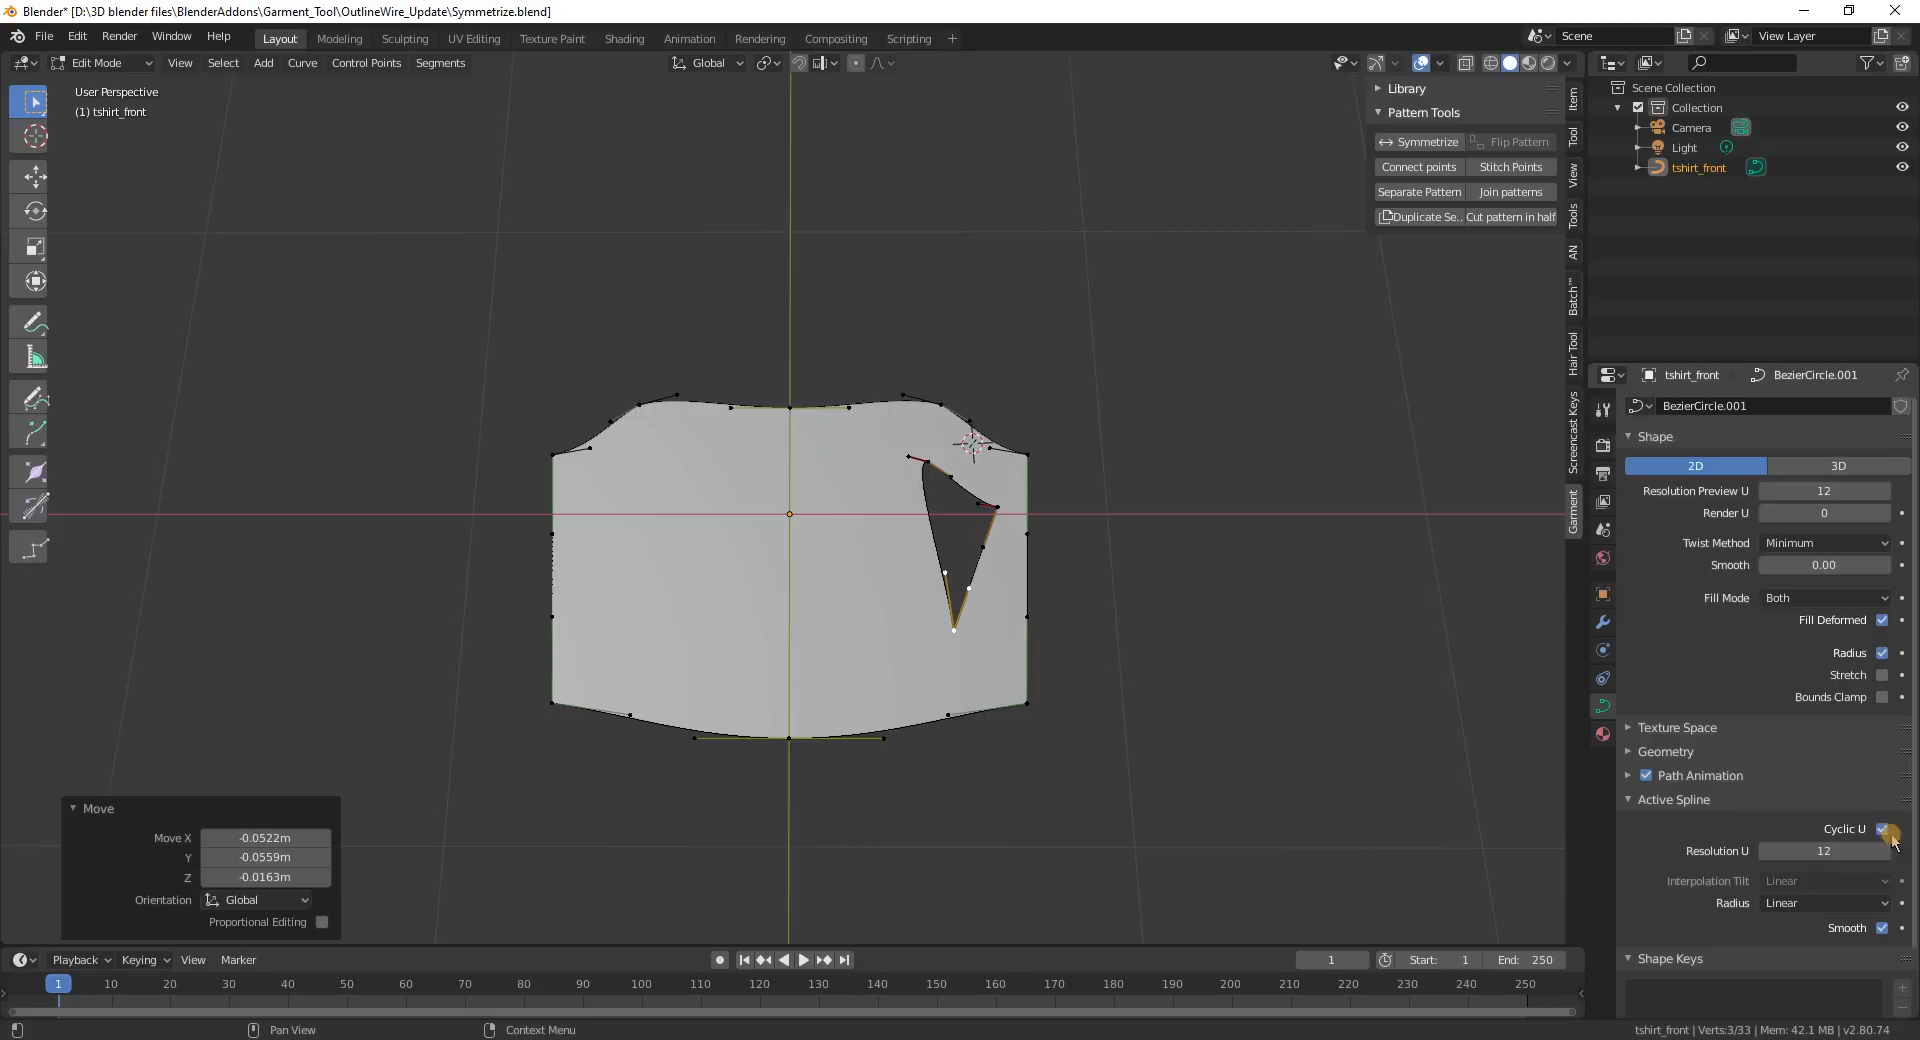 Blender* [D:\3D blender files\BlenderAddons\Garment_Tool\OutlineWire_Update\Symmetrize.blend]
File Edit Render Window Help Layout Modeling Sculpting UV Editing Texture Paint Shading Animation Rendering Compositing Scripting + Scene View Layer
Edit Mode View Select Add Curve Control Points Segments Global
User Perspective
(1) tshirt_front
Library
Pattern Tools
Symmetrize Flip Pattern
Connect points Stitch Points
Separate Pattern Join patterns
Duplicate Se.. Cut pattern in half
Item
Tool
View
Tools
AN
Batch™
Hair Tool
Screencast Keys
Garment
Scene Collection
Collection
Camera
Light
tshirt_front
tshirt_front BezierCircle.001
BezierCircle.001
Shape
2D 3D
Resolution Preview U 12
Render U 0
Twist Method Minimum
Smooth 0.00
Fill Mode Both
Fill Deformed
Radius
Stretch
Bounds Clamp
Texture Space
Geometry
Path Animation
Active Spline
Cyclic U
Resolution U 12
Interpolation Tilt Linear
Radius Linear
Smooth
Shape Keys
Move
Move X -0.0522m
Y -0.0559m
Z -0.0163m
Orientation Global
Proportional Editing
Playback Keying View Marker 1 Start: 1 End: 250
1 10 20 30 40 50 60 70 80 90 100 110 120 130 140 150 160 170 180 190 200 210 220 230 240 250
Pan View Context Menu tshirt_front | Verts:3/33 | Mem: 42.1 MB | v2.80.74